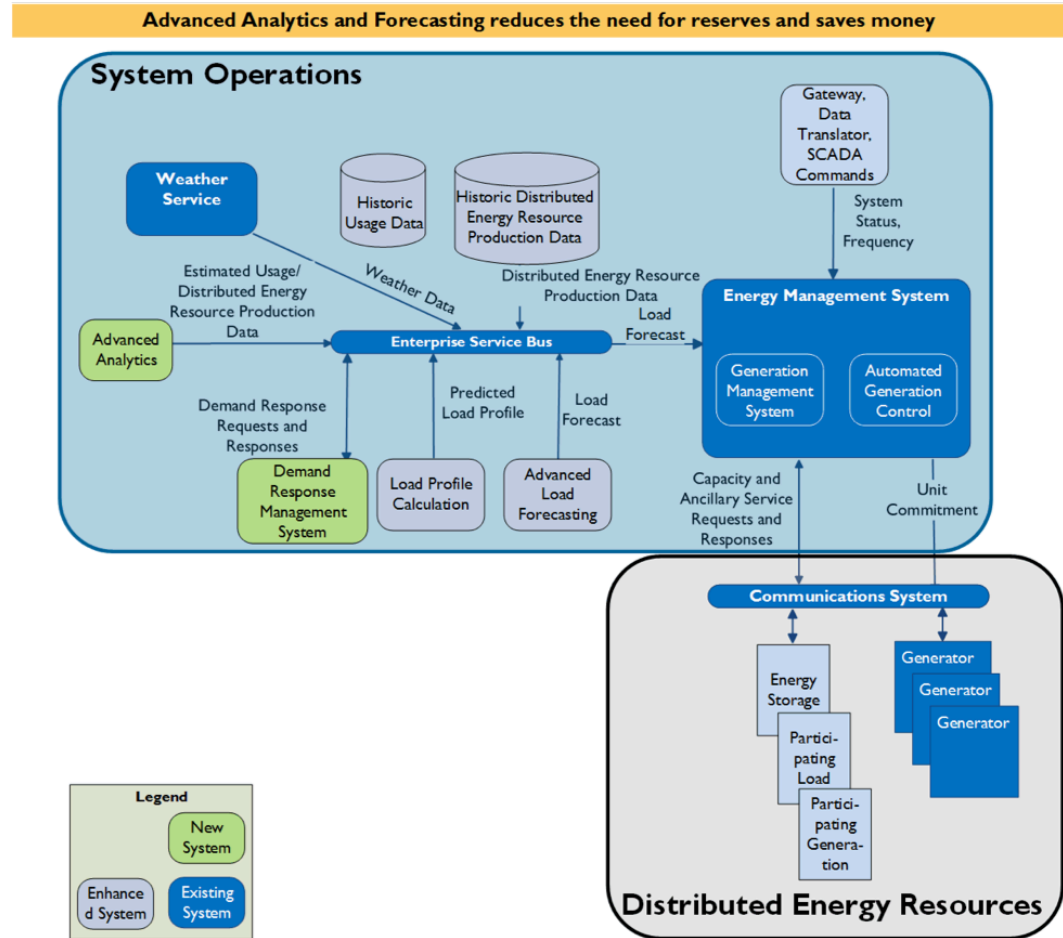 Advanced Analytics and Forecasting reduces the need for reserves and saves money
System Operations
Gateway,
Data
Translator,
SCADA
Commands
Weather
Service
Historic
Usage Data
Historic Distributed
Energy Resource
Production Data
System
Status,
Frequency
Weather Data
Estimated Usage/
Distributed Energy
Resource Production
Data
Distributed Energy Resource
Production Data
Load
Forecast
Energy Management System
Advanced
Analytics
Enterprise Service Bus
Generation
Management
System
Automated
Generation
Control
Demand Response
Requests and
Responses
Predicted
Load Profile
Load
Forecast
Demand
Response
Management
System
Load Profile
Calculation
Advanced
Load
Forecasting
Capacity and
Ancillary Service
Requests and
Responses
Unit
Commitment
Communications System
Energy
Storage
Partici-
pating
Load
Partici-
pating
Genera-
tion
Generator
Generator
Generator
Distributed Energy Resources
Legend
New
System
Enhance
d System
Existing
System